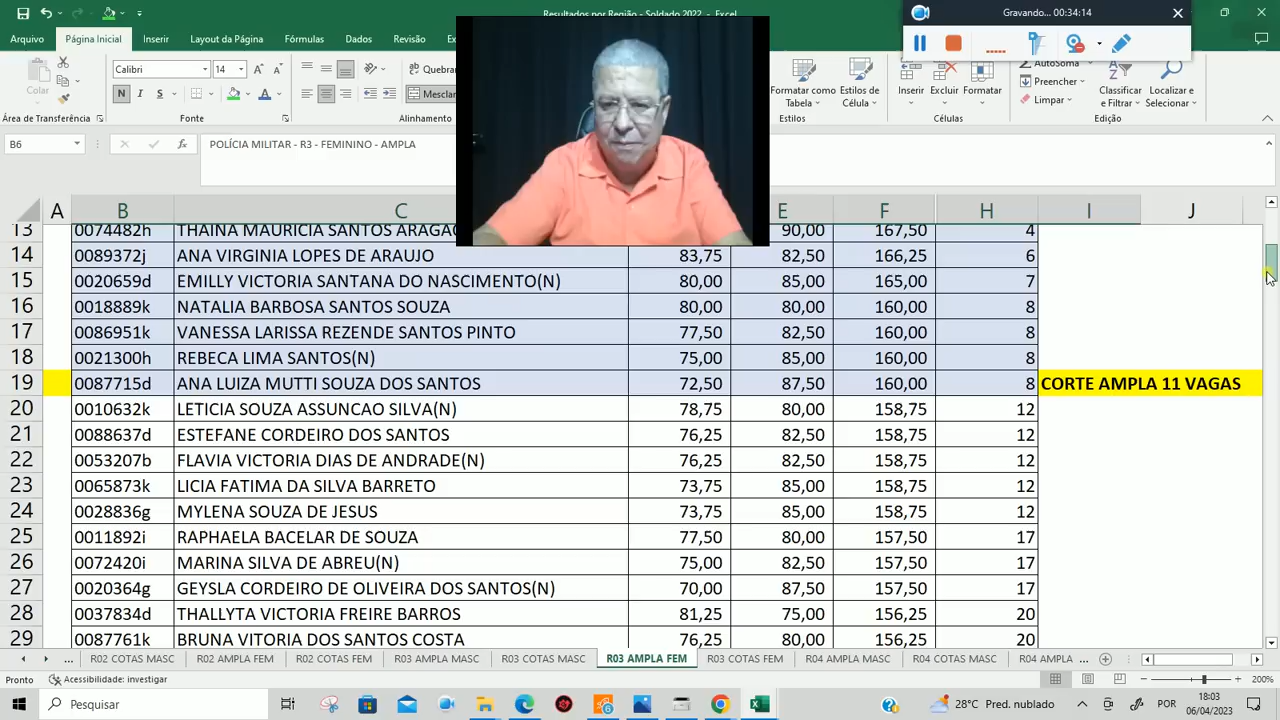 Resultados por Região - Soldado 2022 - Excel
Gravando... 00:34:14
Arquivo Página Inicial Inserir Layout da Página Fórmulas Dados Revisão
Colar
Calibri 14
N I S
Quebrar
Mesclar
Formatar como Tabela
Estilos de Célula
Inserir Excluir Formatar
AutoSoma
Preencher
Limpar
Classificar e Filtrar
Localizar e Selecionar
Área de Transferência Fonte Alinhamento Estilos Células Edição
B6 fx POLÍCIA MILITAR - R3 - FEMININO - AMPLA
A B C E F H I J
13 0074482h THAINA MAURICIA SANTOS 90,00 167,50 4
14 0089372j ANA VIRGINIA LOPES DE ARAUJO 83,75 82,50 166,25 6
15 0020659d EMILLY VICTORIA SANTANA DO NASCIMENTO(N) 80,00 85,00 165,00 7
16 0018889k NATALIA BARBOSA SANTOS SOUZA 80,00 80,00 160,00 8
17 0086951k VANESSA LARISSA REZENDE SANTOS PINTO 77,50 82,50 160,00 8
18 0021300h REBECA LIMA SANTOS(N) 75,00 85,00 160,00 8
19 0087715d ANA LUIZA MUTTI SOUZA DOS SANTOS 72,50 87,50 160,00 8 CORTE AMPLA 11 VAGAS
20 0010632k LETICIA SOUZA ASSUNCAO SILVA(N) 78,75 80,00 158,75 12
21 0088637d ESTEFANE CORDEIRO DOS SANTOS 76,25 82,50 158,75 12
22 0053207b FLAVIA VICTORIA DIAS DE ANDRADE(N) 76,25 82,50 158,75 12
23 0065873k LICIA FATIMA DA SILVA BARRETO 73,75 85,00 158,75 12
24 0028836g MYLENA SOUZA DE JESUS 73,75 85,00 158,75 12
25 0011892i RAPHAELA BACELAR DE SOUZA 77,50 80,00 157,50 17
26 0072420i MARINA SILVA DE ABREU(N) 75,00 82,50 157,50 17
27 0020364g GEYSLA CORDEIRO DE OLIVEIRA DOS SANTOS(N) 70,00 87,50 157,50 17
28 0037834d THALLYTA VICTORIA FREIRE BARROS 81,25 75,00 156,25 20
29 0087761k BRUNA VITORIA DOS SANTOS COSTA 76,25 80,00 156,25 20
... R02 COTAS MASC R02 AMPLA FEM R02 COTAS FEM R03 AMPLA MASC R03 COTAS MASC R03 AMPLA FEM R03 COTAS FEM R04 AMPLA MASC R04 COTAS MASC R04 AMPLA ...
Pronto Acessibilidade: investigar 200%
Pesquisar 28°C Pred. nublado POR 18:03
06/04/2023